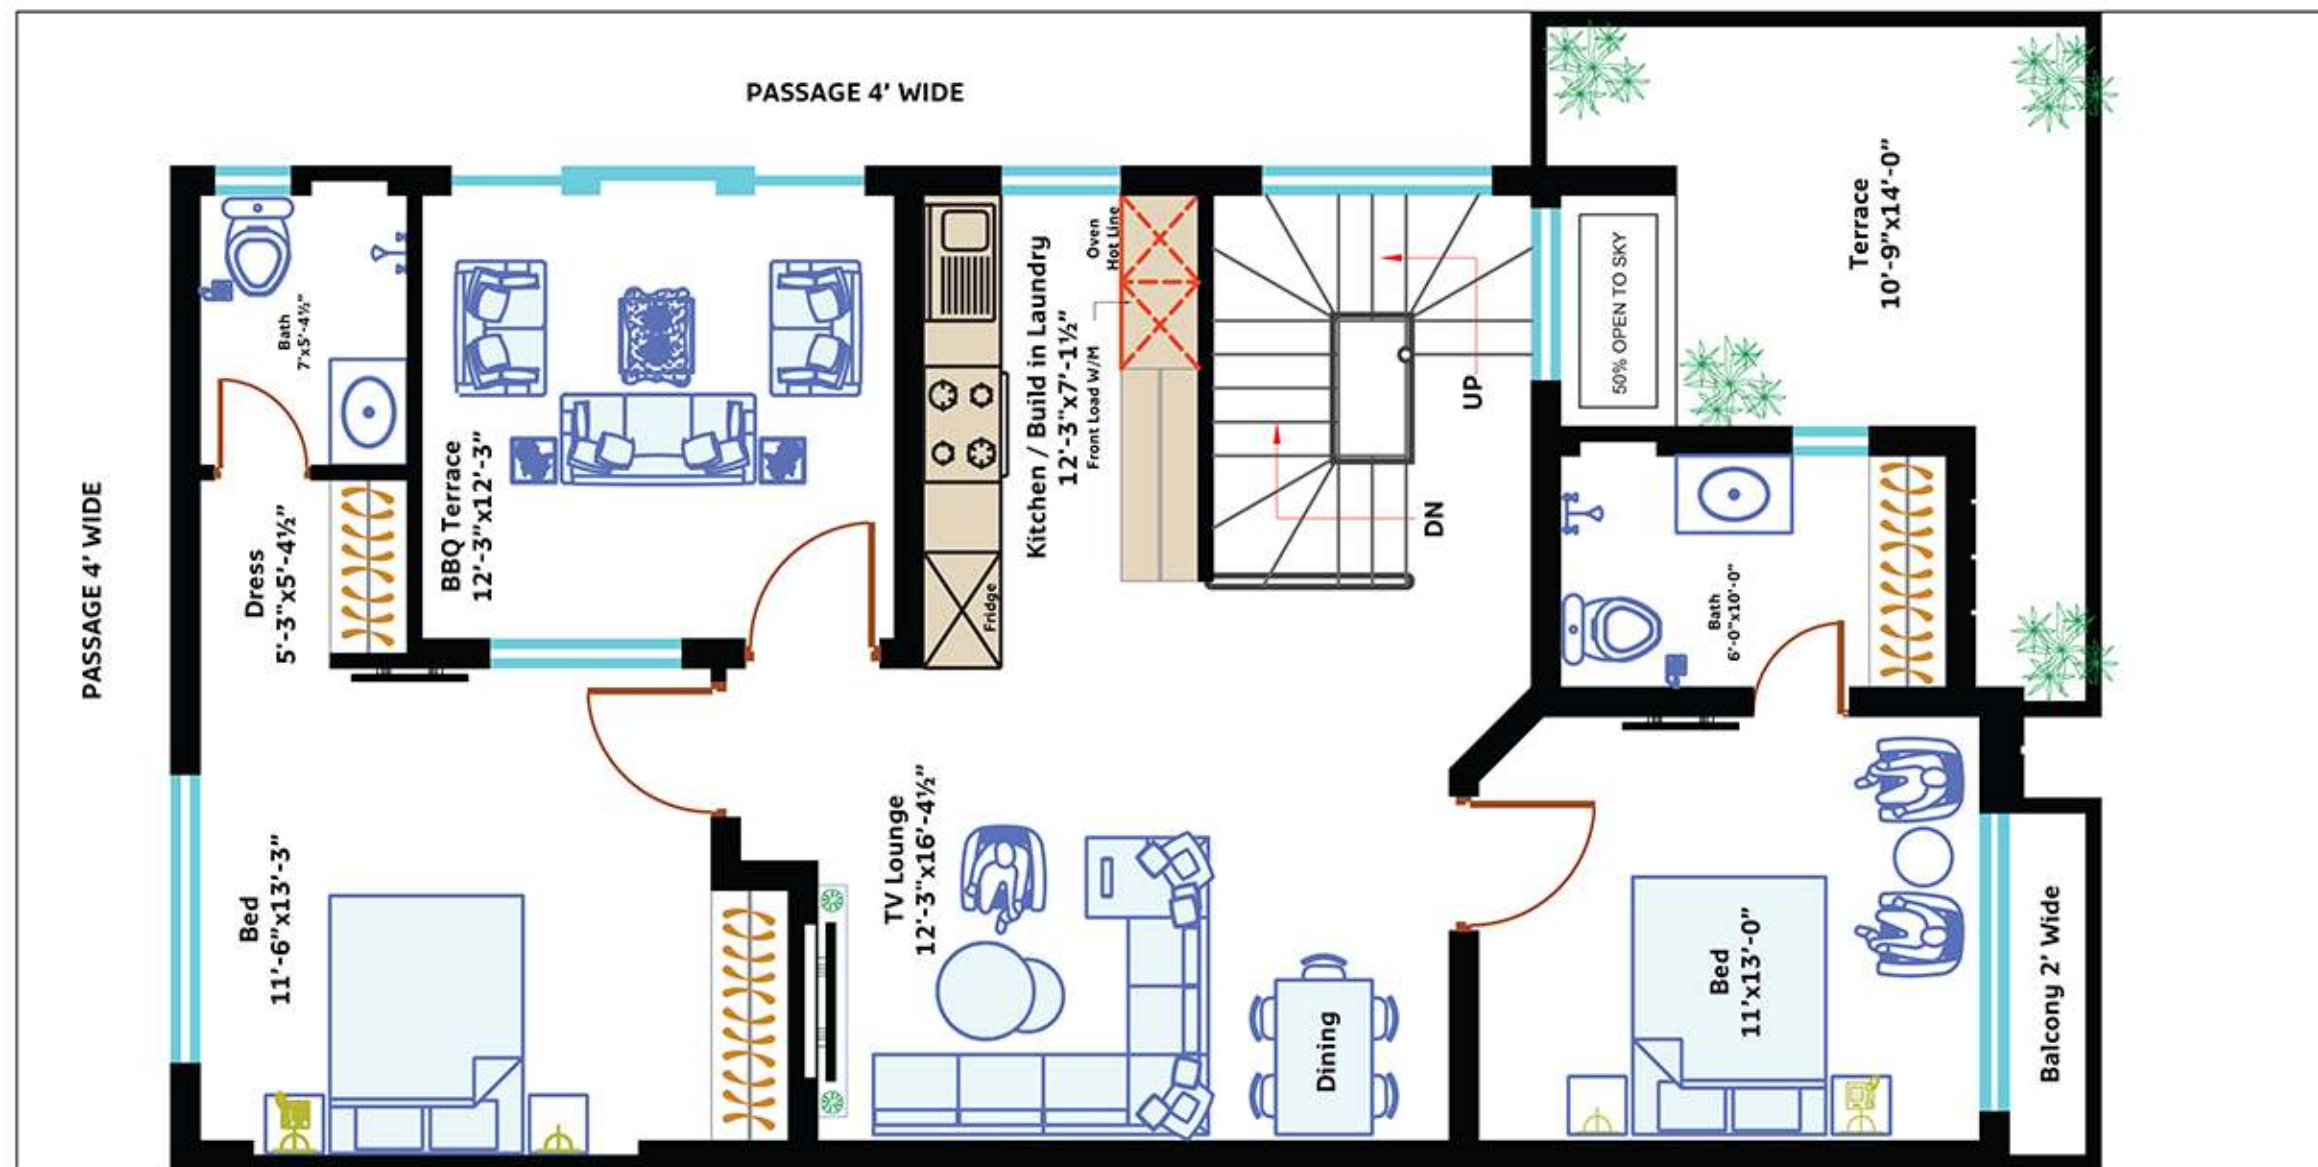 PASSAGE 4' WIDE
PASSAGE 4' WIDE
Bath
7'x5'-4½"
Dress
5'-3"x5'-4½"
BBQ Terrace
12'-3"x12'-3"
Kitchen / Build in Laundry
12'-3"x7'-1½"
Front Load W/M
Oven
Hot Line
Fridge
UP
DN
50% OPEN TO SKY
Terrace
10'-9"x14'-0"
Bath
6'-0"x10'-0"
Bed
11'-6"x13'-3"
TV Lounge
12'-3"x16'-4½"
Dining
Bed
11'x13'-0"
Balcony 2' Wide